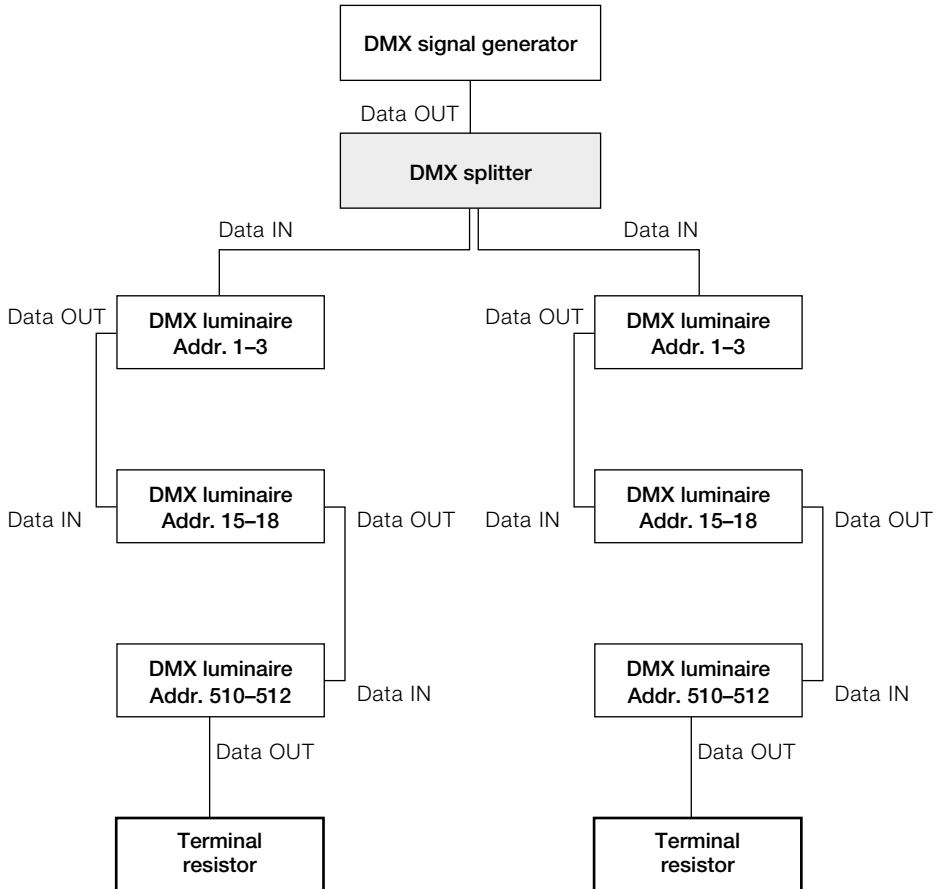 DMX signal generator
Data OUT
DMX splitter
Data IN
Data IN
Data OUT
DMX luminaire
Addr. 1–3
Data OUT
DMX luminaire
Addr. 1–3
Data IN
DMX luminaire
Addr. 15–18
Data OUT
Data IN
DMX luminaire
Addr. 15–18
Data OUT
DMX luminaire
Addr. 510–512
Data IN
DMX luminaire
Addr. 510–512
Data IN
Data OUT
Data OUT
Terminal
resistor
Terminal
resistor